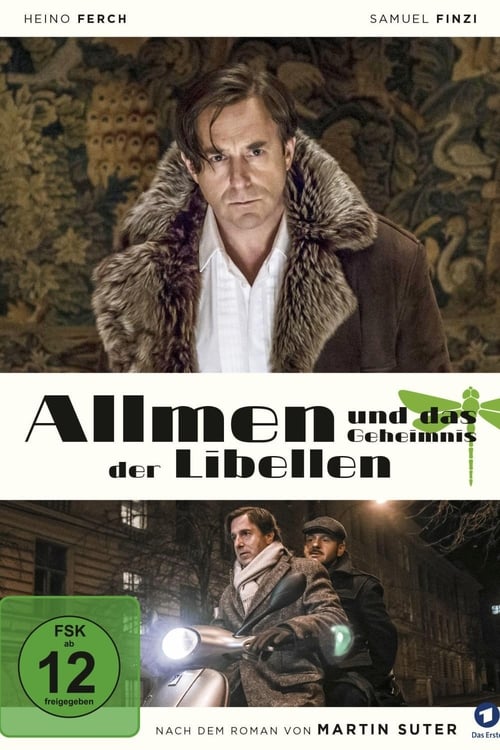 HEINO FERCH
SAMUEL FINZI
Allmen und das Geheimnis
der Libellen
FSK
ab
12
freigegeben
NACH DEM ROMAN VON MARTIN SUTER
1
Das Erste